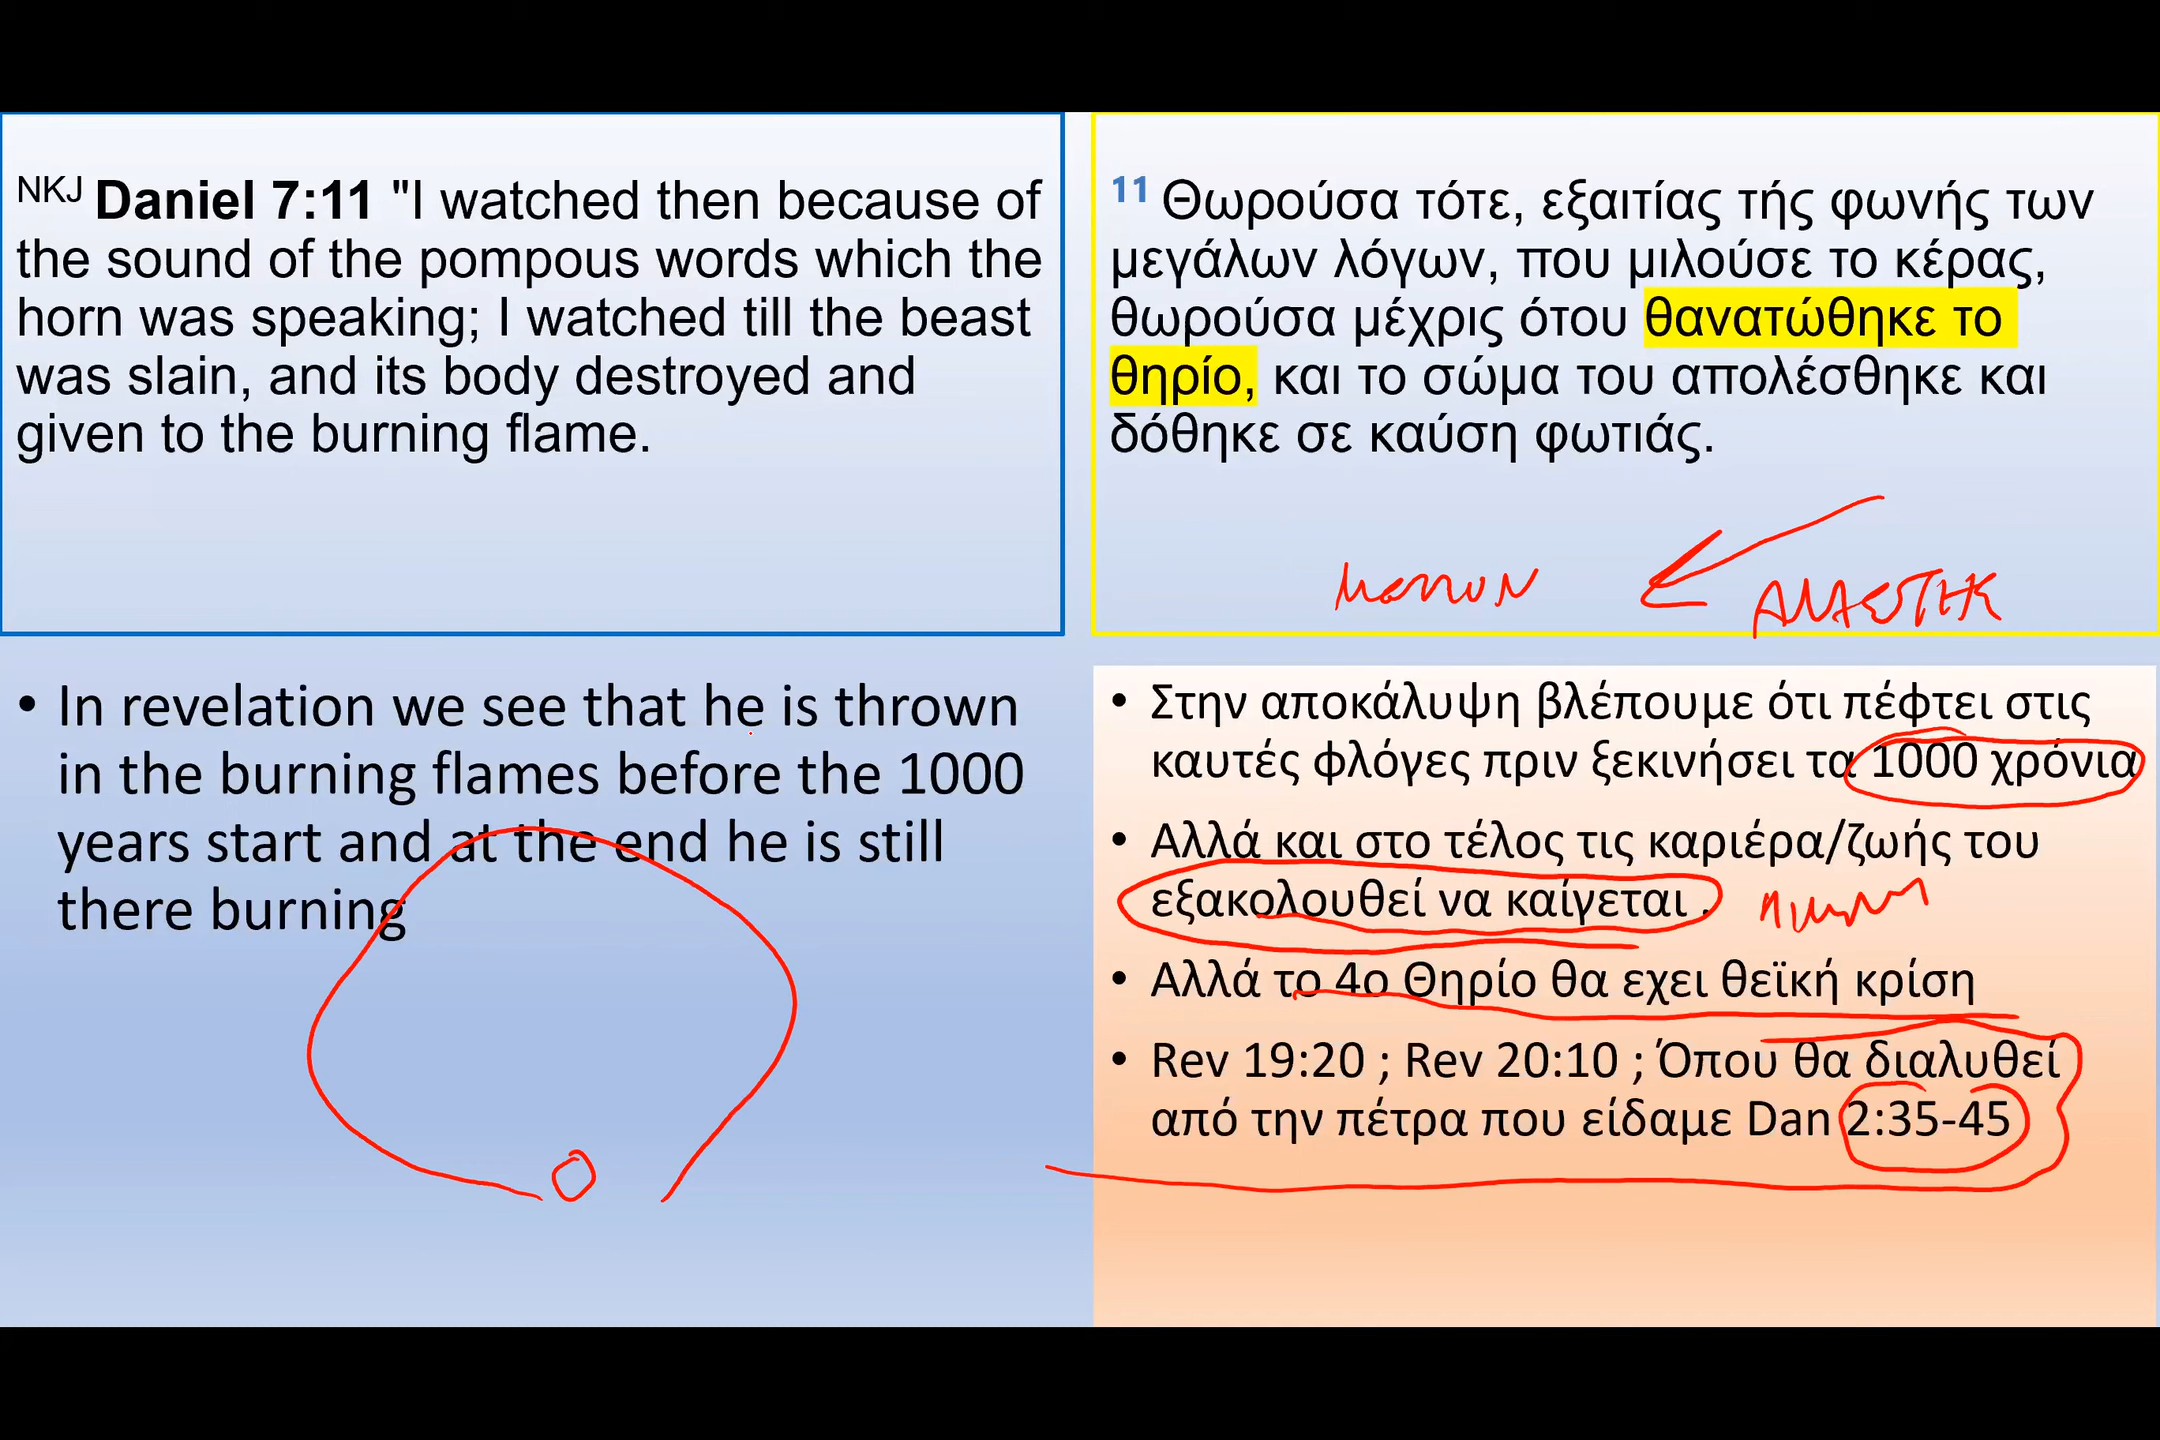 NKJ Daniel 7:11 "I watched then because of
the sound of the pompous words which the
horn was speaking; I watched till the beast
was slain, and its body destroyed and
given to the burning flame.
11 Θωρούσα τότε, εξαιτίας τής φωνής των
μεγάλων λόγων, που μιλούσε το κέρας,
θωρούσα μέχρις ότου θανατώθηκε το
θηρίο, και το σώμα του απολέσθηκε και
δόθηκε σε καύση φωτιάς.
• In revelation we see that he is thrown
in the burning flames before the 1000
years start and at the end he is still
there burning
• Στην αποκάλυψη βλέπουμε ότι πέφτει στις
καυτές φλόγες πριν ξεκινήσει τα 1000 χρόνια
• Αλλά και στο τέλος τις καριέρα/ζωής του
εξακολουθεί να καίγεται .
• Αλλά το 4ο Θηρίο θα εχει θεϊκή κρίση
• Rev 19:20 ; Rev 20:10 ; Όπου θα διαλυθεί
από την πέτρα που είδαμε Dan 2:35-45